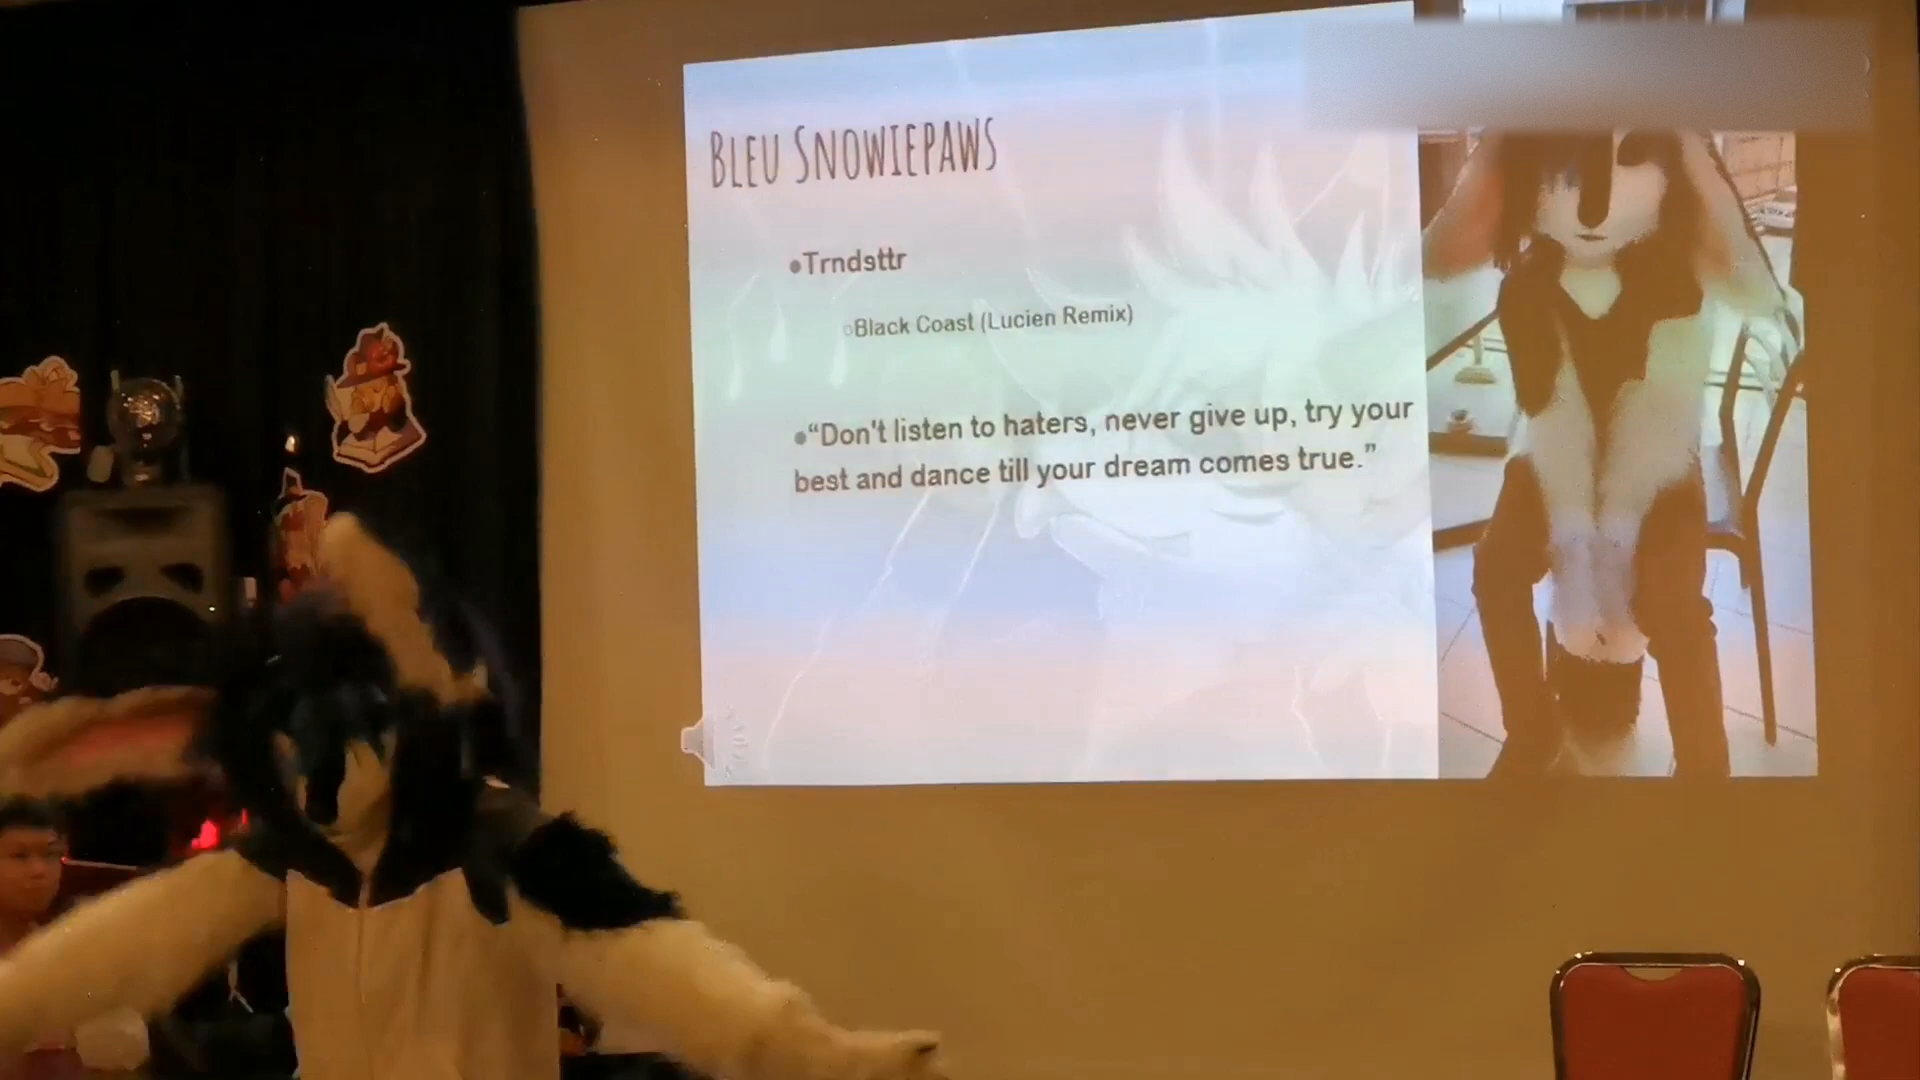 BLEU SNOWIEPAWS
●Trndsttr
○Black Coast (Lucien Remix)
●“Don't listen to haters, never give up, try your
best and dance till your dream comes true.”